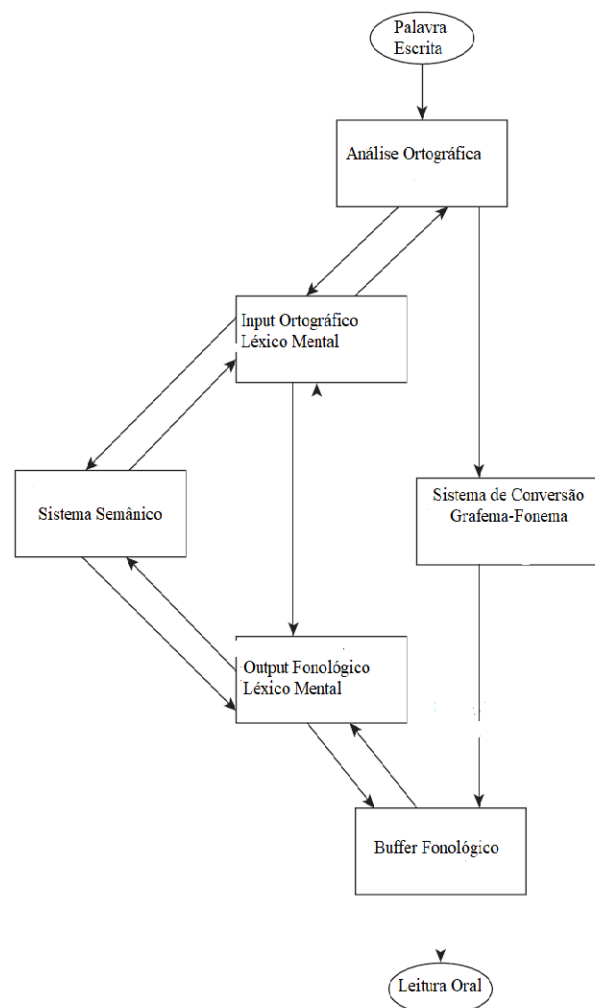 Palavra
Escrita
Análise Ortográfica
Input Ortográfico
Léxico Mental
Sistema Semânico
Sistema de Conversão
Grafema-Fonema
Output Fonológico
Léxico Mental
Buffer Fonológico
Leitura Oral